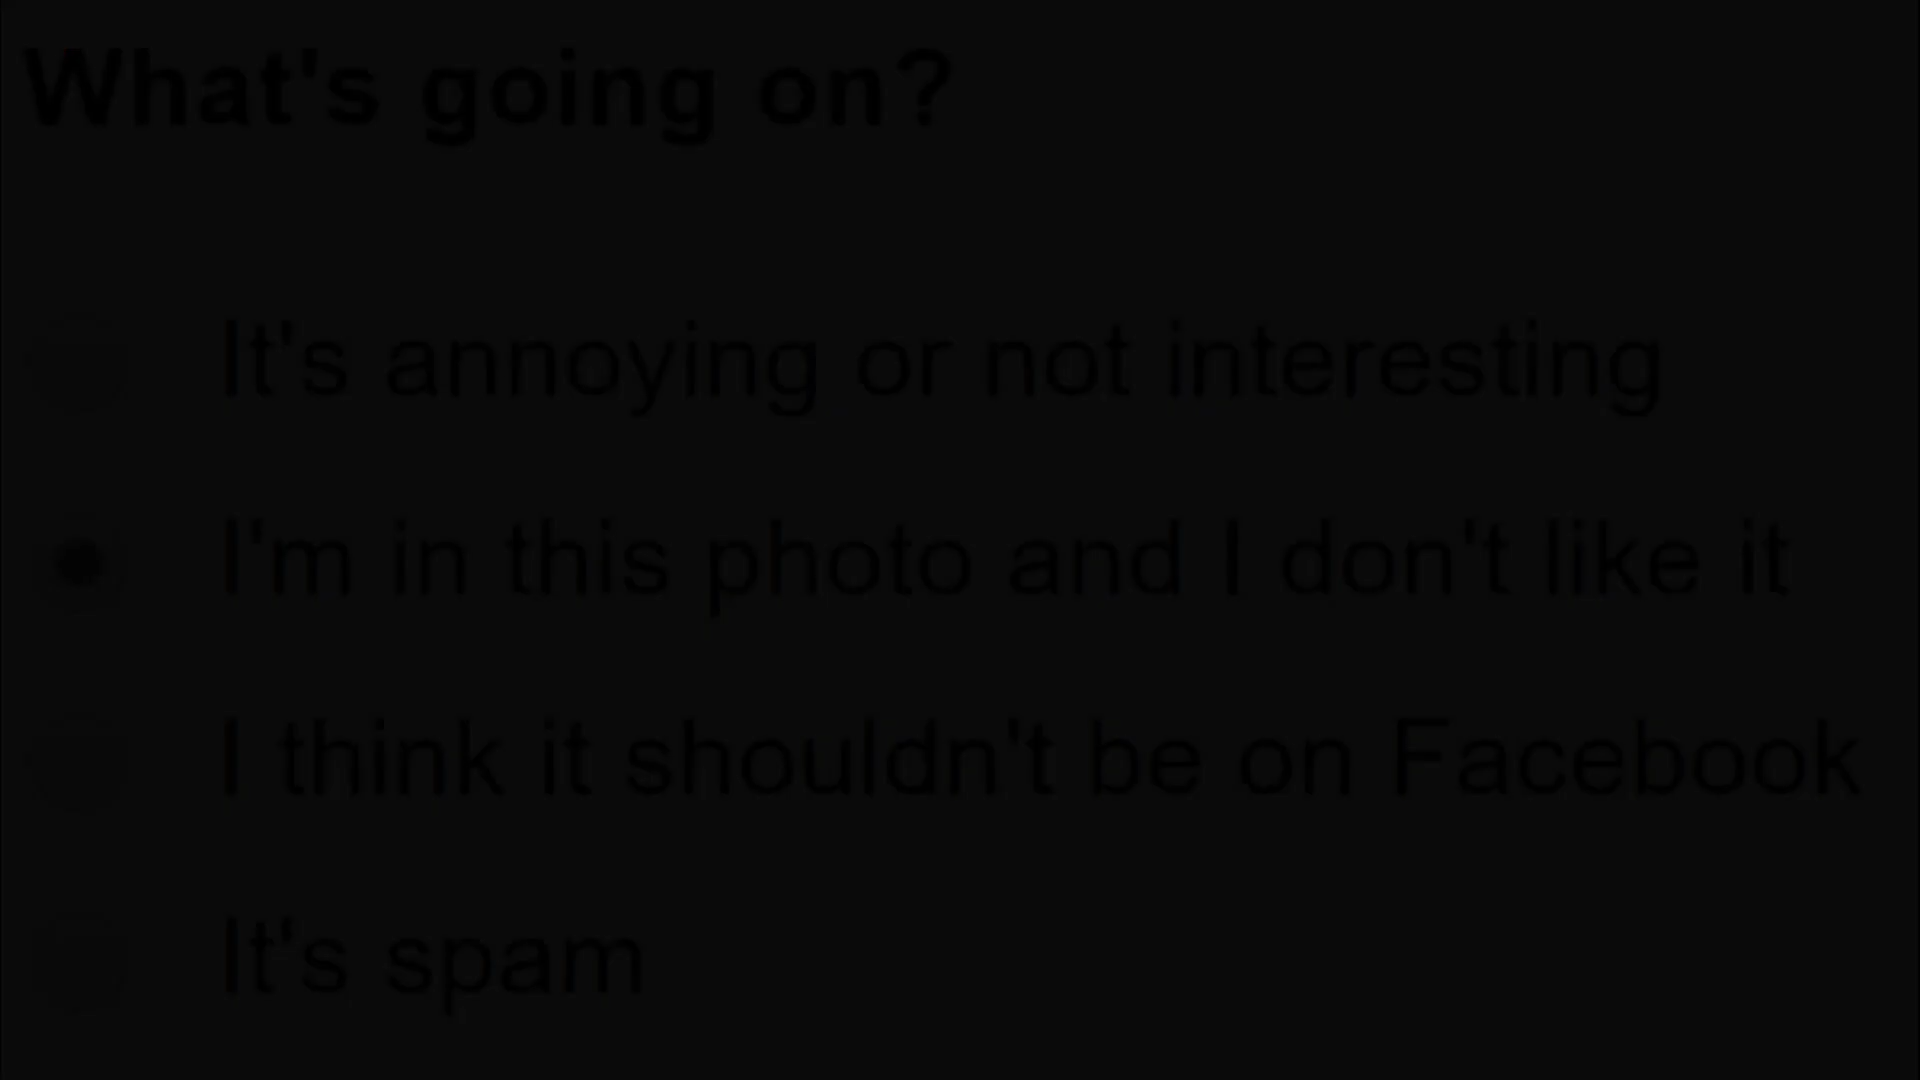 What's going on?
It's annoying or not interesting
I'm in this photo and I don't like it
I think it shouldn't be on Facebook
It's spam